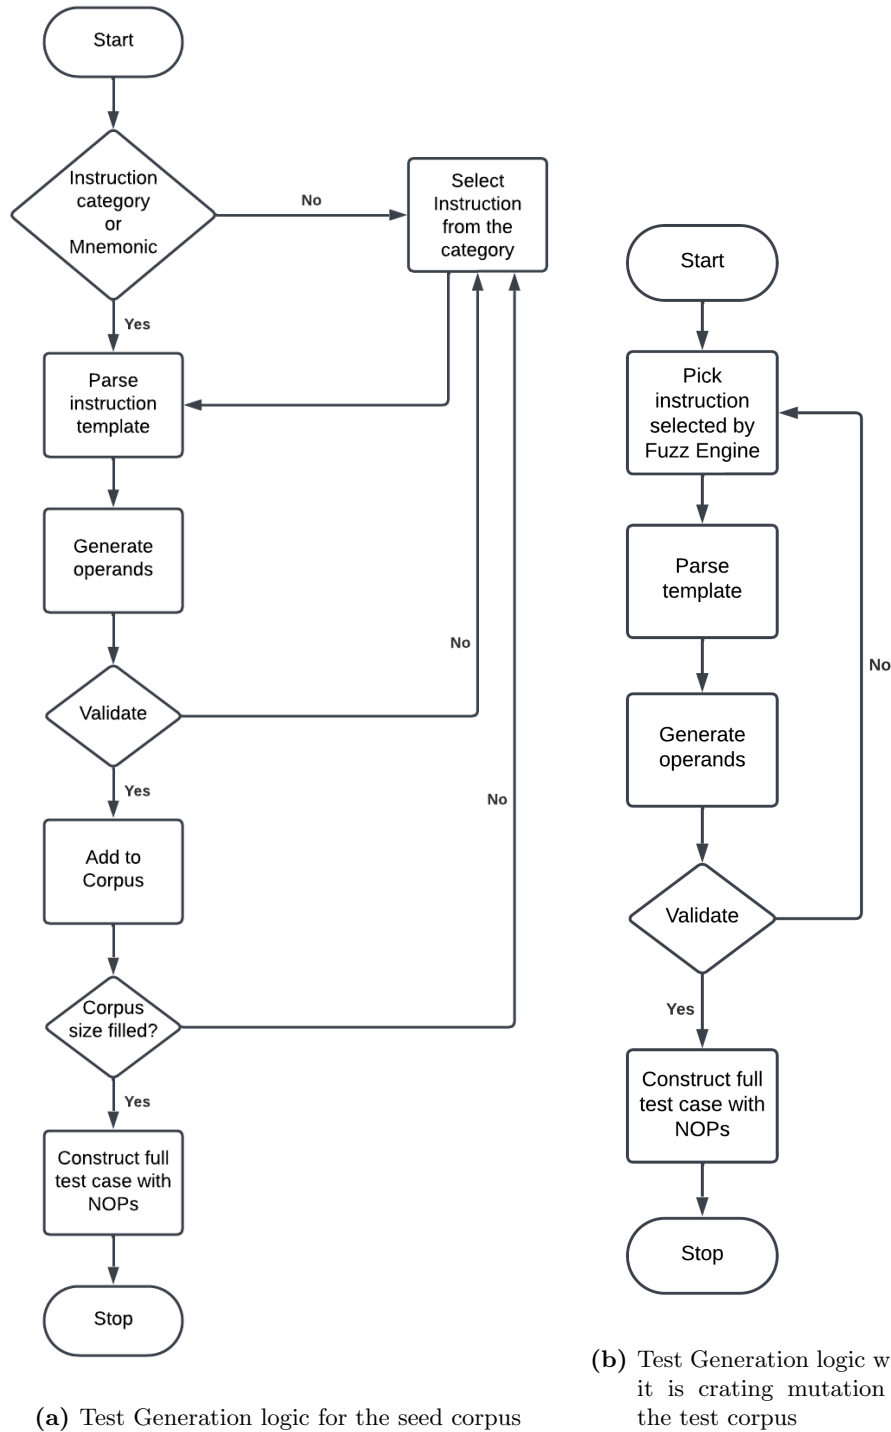 Start
Instruction
category
or
Mnemonic
No
Select
Instruction
from the
category
Yes
Parse
instruction
template
Generate
operands
No
Validate
Yes
No
Add to
Corpus
Corpus
size filled?
Yes
Construct full
test case with
NOPs
Stop
(a) Test Generation logic for the seed corpus
Start
Pick
instruction
selected by
Fuzz Engine
Parse
template
No
Generate
operands
Validate
Yes
Construct full
test case with
NOPs
Stop
(b) Test Generation logic w
it is crating mutation
the test corpus